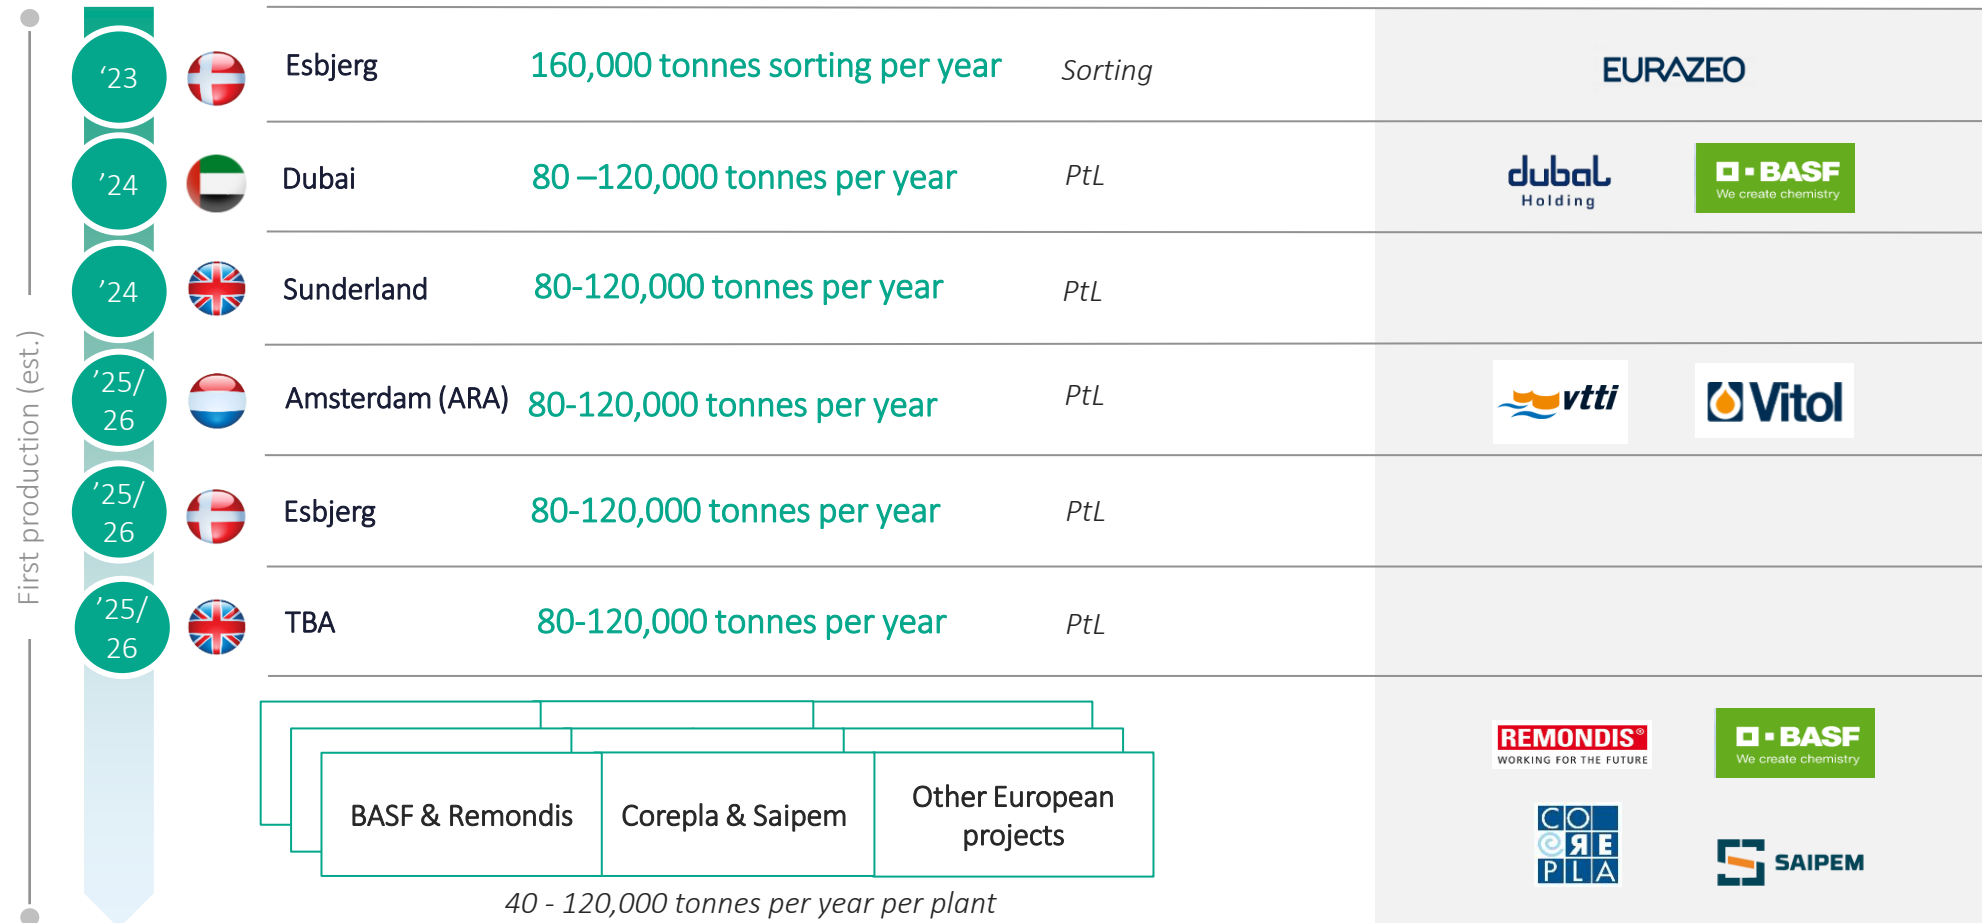 First production (est.)
‘23
Esbjerg
160,000 tonnes sorting per year
Sorting
EURAZEO
’24
Dubai
80 –120,000 tonnes per year
PtL
dubal
Holding
BASF
We create chemistry
’24
Sunderland
80-120,000 tonnes per year
PtL
’25/
26
Amsterdam (ARA)
80-120,000 tonnes per year
PtL
vtti
Vitol
’25/
26
Esbjerg
80-120,000 tonnes per year
PtL
’25/
26
TBA
80-120,000 tonnes per year
PtL
BASF & Remondis
Corepla & Saipem
Other European
projects
40 - 120,000 tonnes per year per plant
REMONDIS®
WORKING FOR THE FUTURE
BASF
We create chemistry
CO
REPLA
SAIPEM